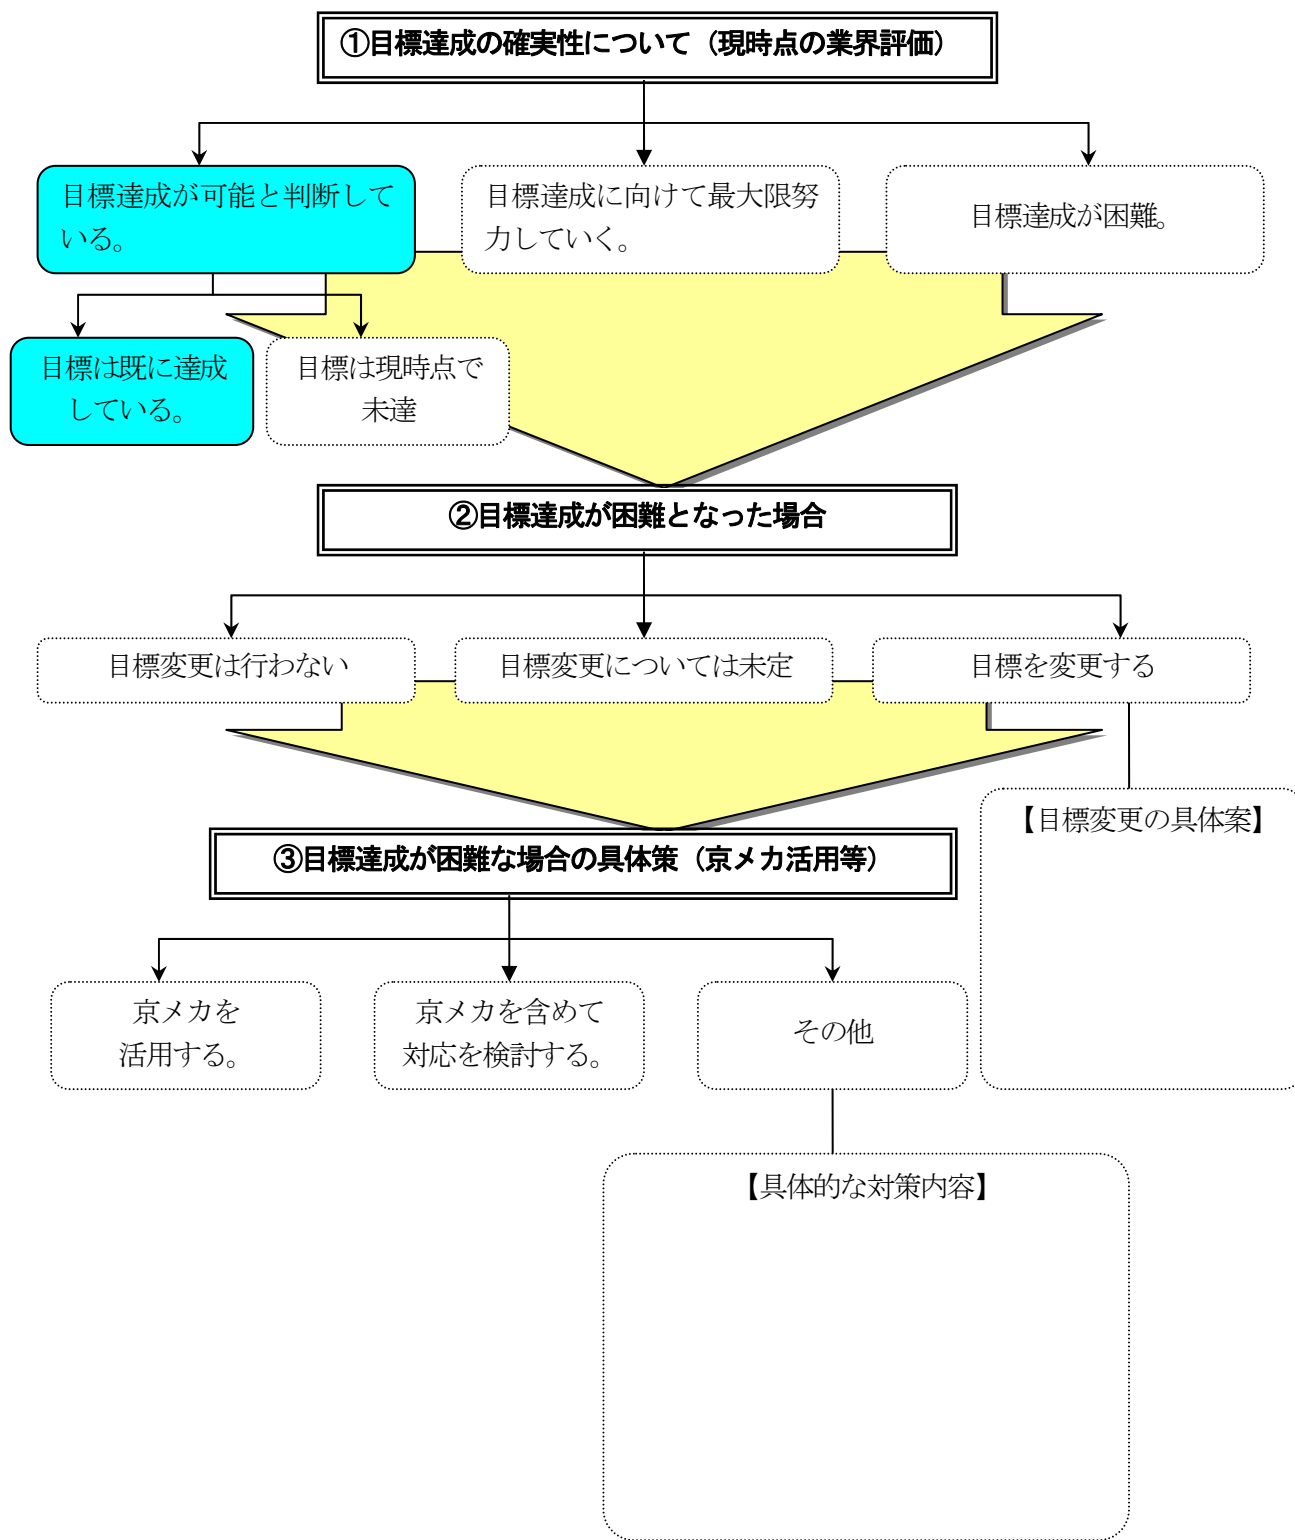 ①目標達成の確実性について（現時点の業界評価）
目標達成が可能と判断して
いる。
目標達成に向けて最大限努
力していく。
目標達成が困難。
目標は既に達成
している。
目標は現時点で
未達
②目標達成が困難となった場合
目標変更は行わない
目標変更については未定
目標を変更する
【目標変更の具体案】
③目標達成が困難な場合の具体策（京メカ活用等）
京メカを
活用する。
京メカを含めて
対応を検討する。
その他
【具体的な対策内容】